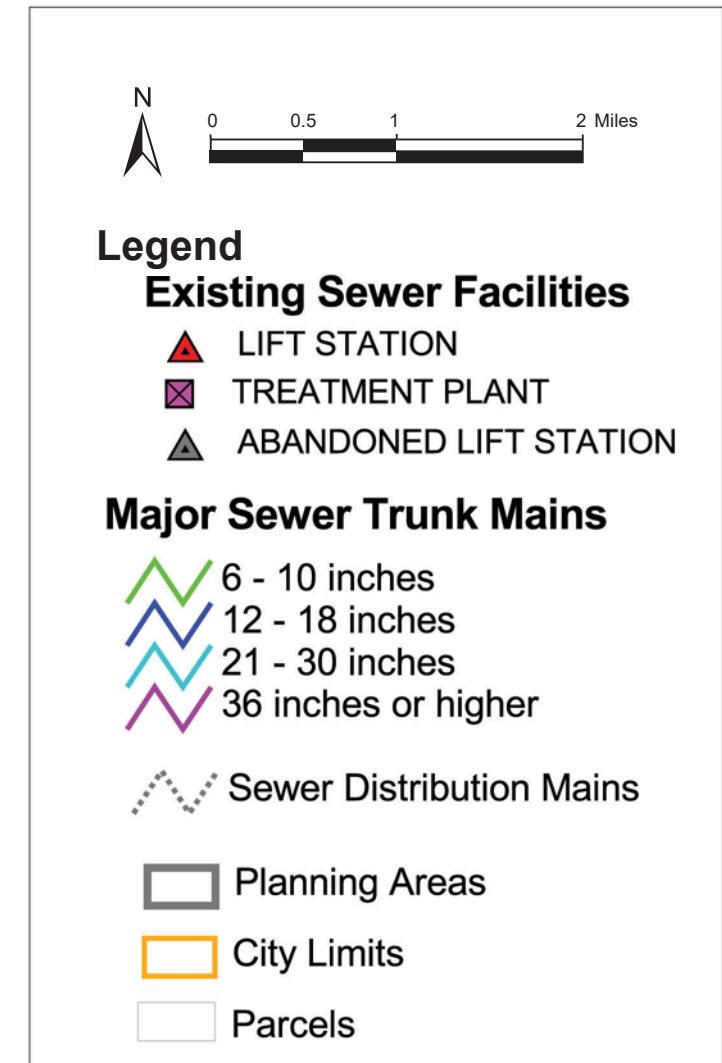 N
0 0.5 1 2 Miles
Legend
Existing Sewer Facilities
LIFT STATION
TREATMENT PLANT
ABANDONED LIFT STATION
Major Sewer Trunk Mains
6 - 10 inches
12 - 18 inches
21 - 30 inches
36 inches or higher
Sewer Distribution Mains
Planning Areas
City Limits
Parcels